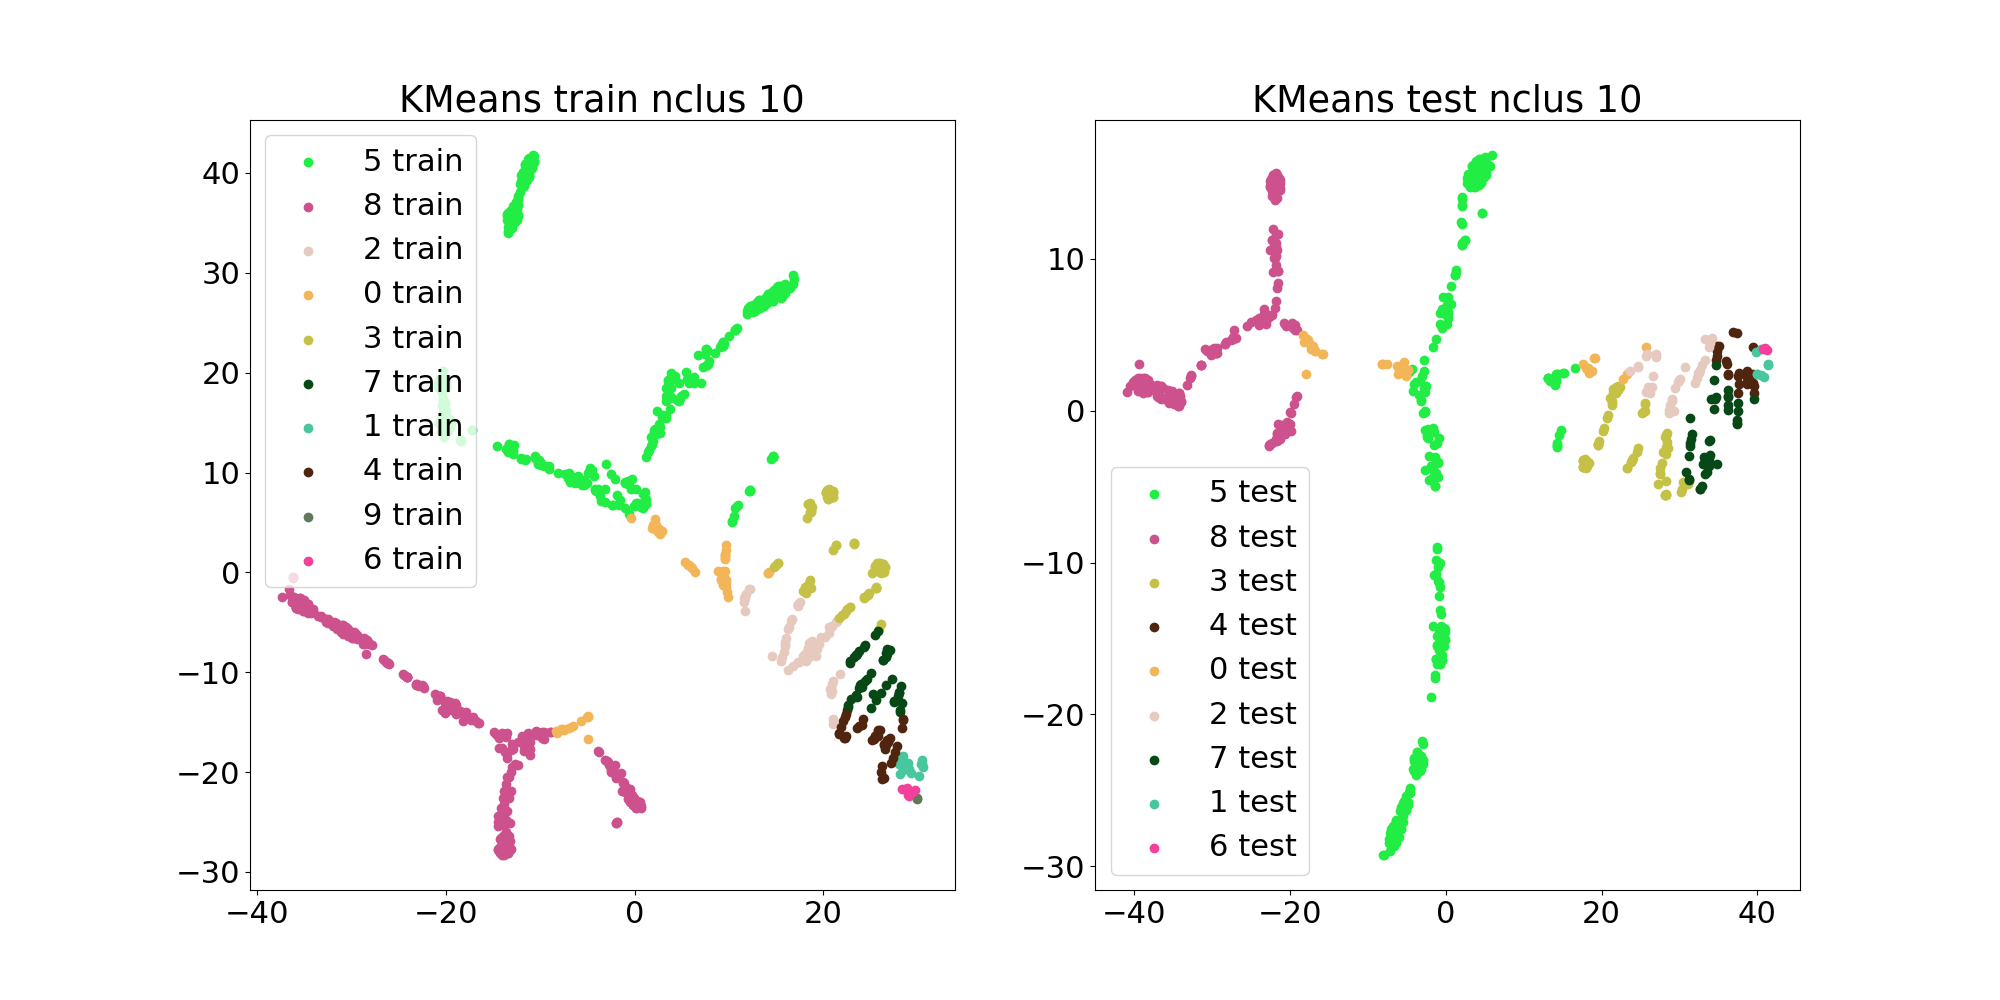 KMeans train nclus 10
40
30
20
10
0
−10
−20
−30
−40
−20
0
20
5 train
8 train
2 train
0 train
3 train
7 train
1 train
4 train
9 train
6 train
KMeans test nclus 10
10
0
−10
−20
−30
−40
−20
0
20
40
5 test
8 test
3 test
4 test
0 test
2 test
7 test
1 test
6 test